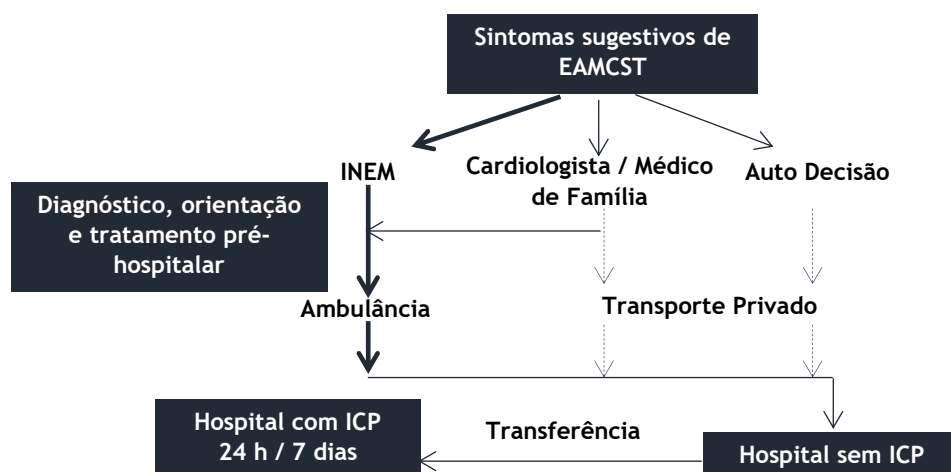 Sintomas sugestivos de
EAMCST
INEM
Cardiologista / Médico
de Família
Auto Decisão
Diagnóstico, orientação
e tratamento pré-
hospitalar
Ambulância
Transporte Privado
Hospital com ICP
24 h / 7 dias
Transferência
Hospital sem ICP